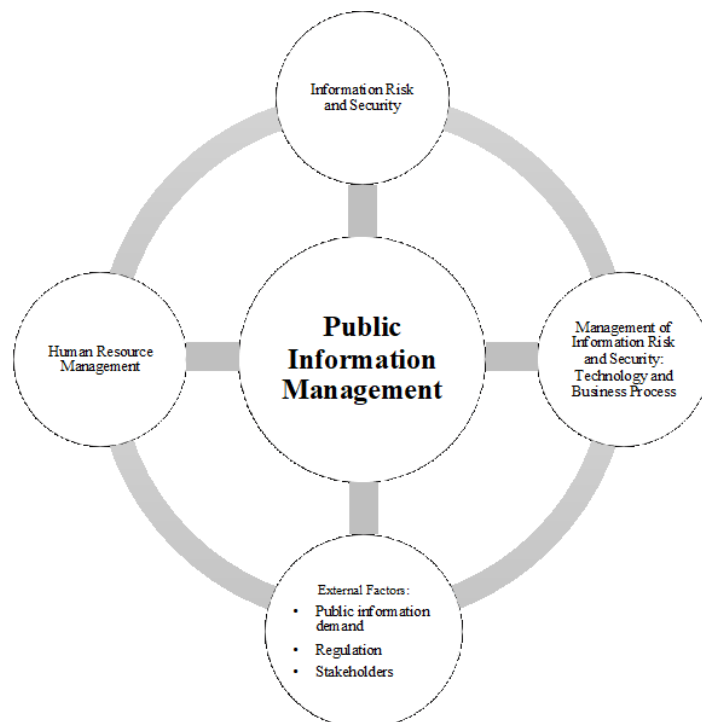 Information Risk
and Security
Human Resource
Management
Public
Information
Management
Management of
Information Risk
and Security:
Technology and
Business Process
External Factors:
• Public information
demand
• Regulation
• Stakeholders